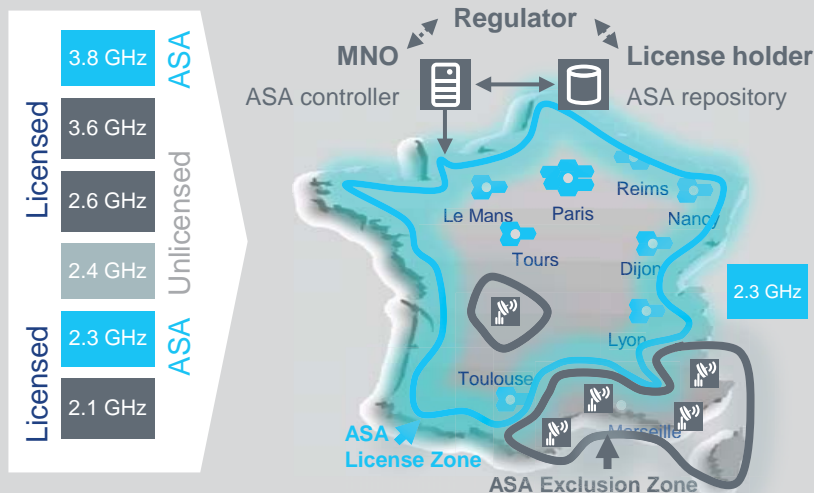 3.8 GHz
ASA
3.6 GHz
Licensed
2.6 GHz
Unlicensed
2.4 GHz
2.3 GHz
ASA
Licensed
2.1 GHz
Regulator
MNO
License holder
ASA controller
ASA repository
Le Mans
Paris
Reims
Nancy
Tours
Dijon
2.3 GHz
Lyon
Toulouse
Marseille
ASA
License Zone
ASA Exclusion Zone